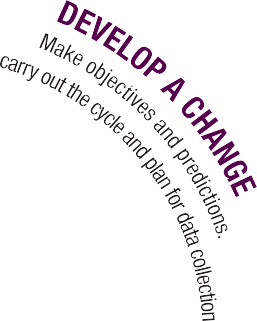 DEVELOP A CHANGE
Make objectives and predictions,
carry out the cycle and plan for data collection